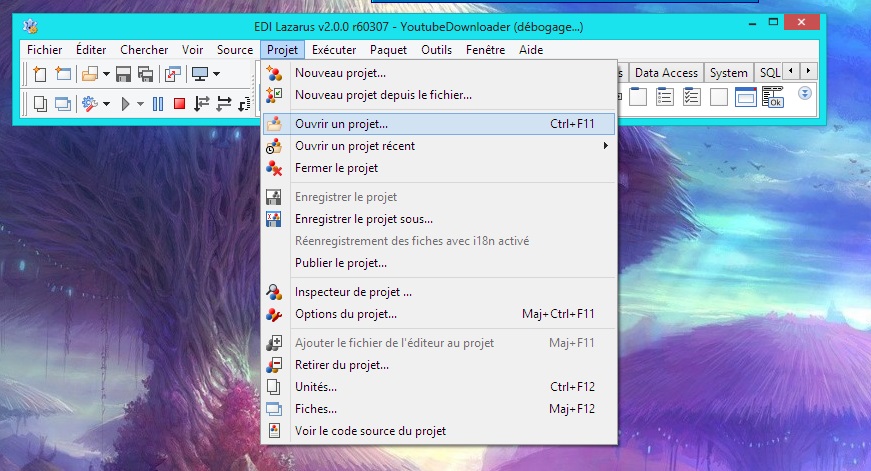 EDI Lazarus v2.0.0 r60307 - YoutubeDownloader (débogage...)
Fichier Éditer Chercher Voir Source Projet Exécuter Paquet Outils Fenêtre Aide
Data Access System SQL
Ok
Nouveau projet...
Nouveau projet depuis le fichier...
Ouvrir un projet... Ctrl+F11
Ouvrir un projet récent
Fermer le projet
Enregistrer le projet
Enregistrer le projet sous...
Réenregistrement des fiches avec i18n activé
Publier le projet...
Inspecteur de projet ...
Options du projet... Maj+Ctrl+F11
Ajouter le fichier de l'éditeur au projet Maj+F11
Retirer du projet...
Unités... Ctrl+F12
Fiches... Maj+F12
Voir le code source du projet